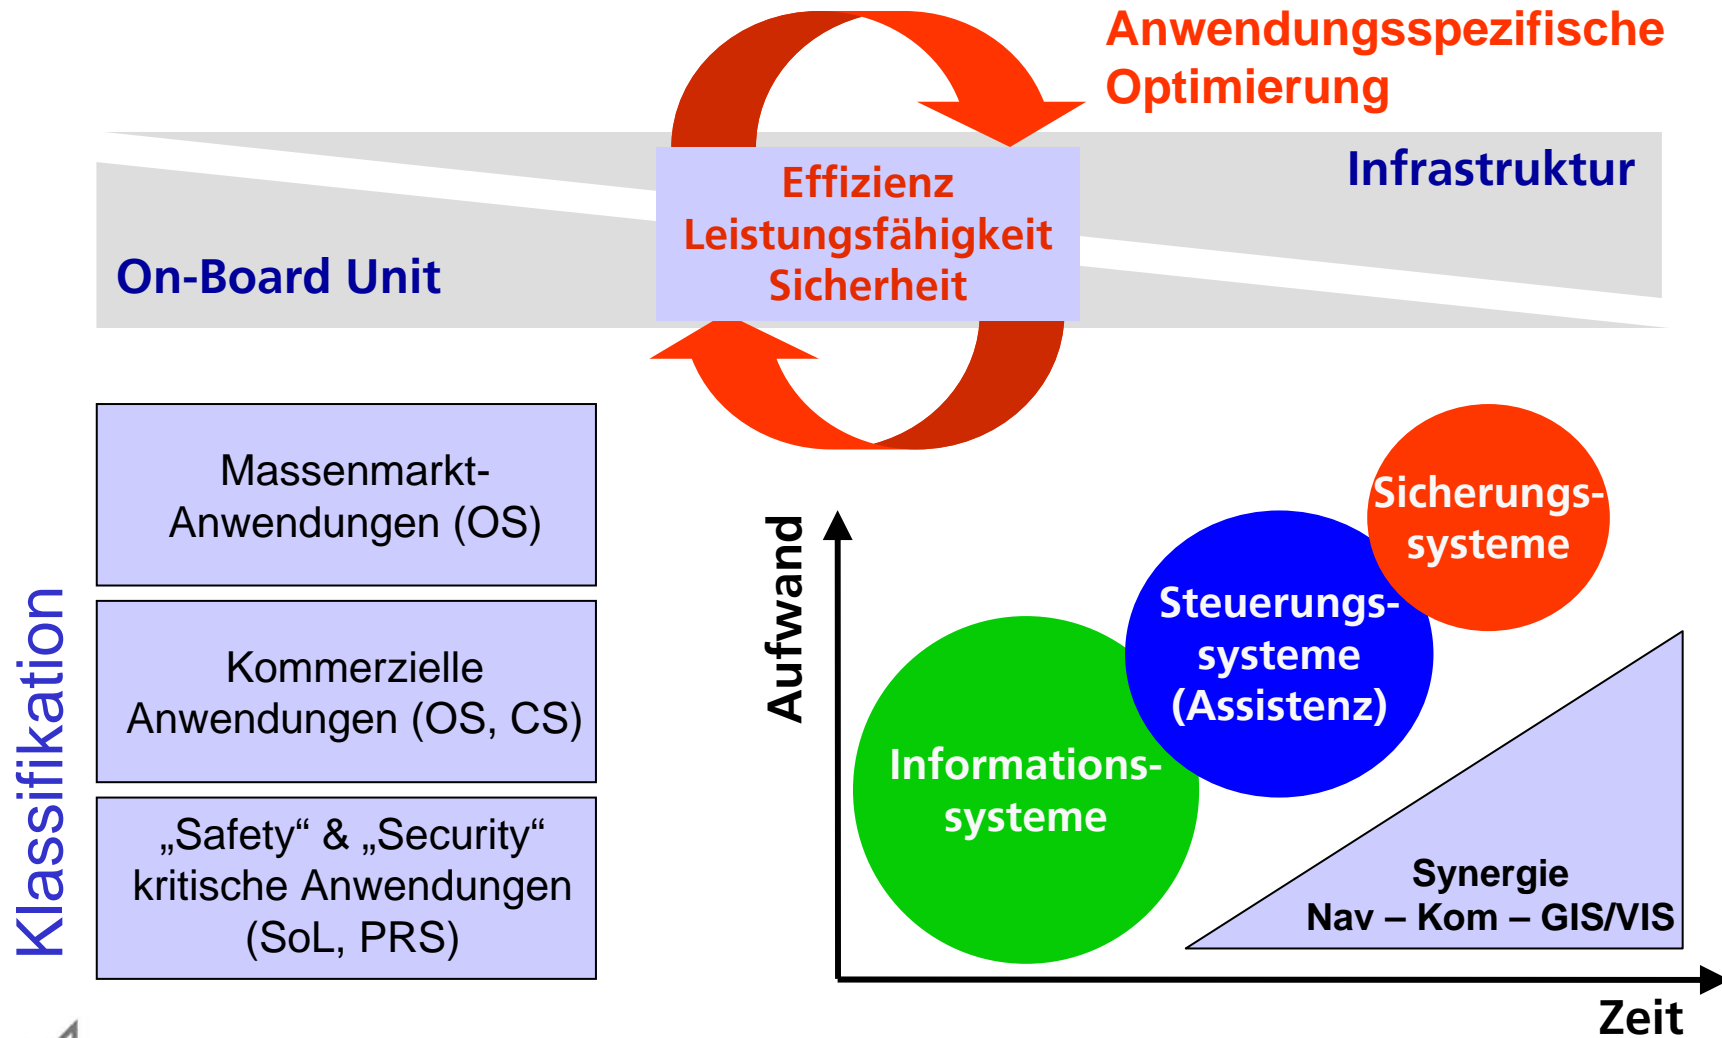 Anwendungsspezifische
Optimierung
Infrastruktur
Effizienz
Leistungsfähigkeit
Sicherheit
On-Board Unit
Klassifikation
Massenmarkt-
Anwendungen (OS)
Kommerzielle
Anwendungen (OS, CS)
„Safety“ & „Security“
kritische Anwendungen
(SoL, PRS)
Aufwand
Sicherungs-
systeme
Steuerungs-
systeme
(Assistenz)
Informations-
systeme
Synergie
Nav – Kom – GIS/VIS
Zeit